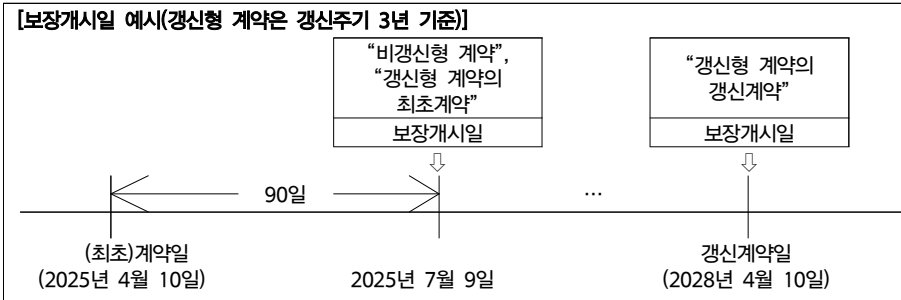 [보장개시일 예시(갱신형 계약은 갱신주기 3년 기준)]
“비갱신형 계약”,
“갱신형 계약의
최초계약”
보장개시일
“갱신형 계약의
갱신계약”
보장개시일
90일
…
(최초)계약일
(2025년 4월 10일)
2025년 7월 9일
갱신계약일
(2028년 4월 10일)